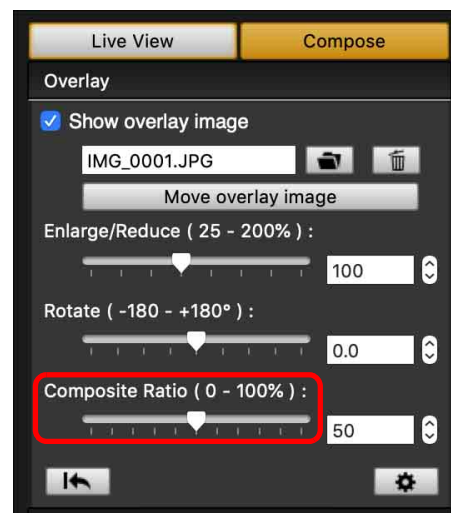 Live View Compose
Overlay
Show overlay image
IMG_0001.JPG
Move overlay image
Enlarge/Reduce ( 25 - 200% ) :
100
Rotate ( -180 - +180° ) :
0.0
Composite Ratio ( 0 - 100% ) :
50